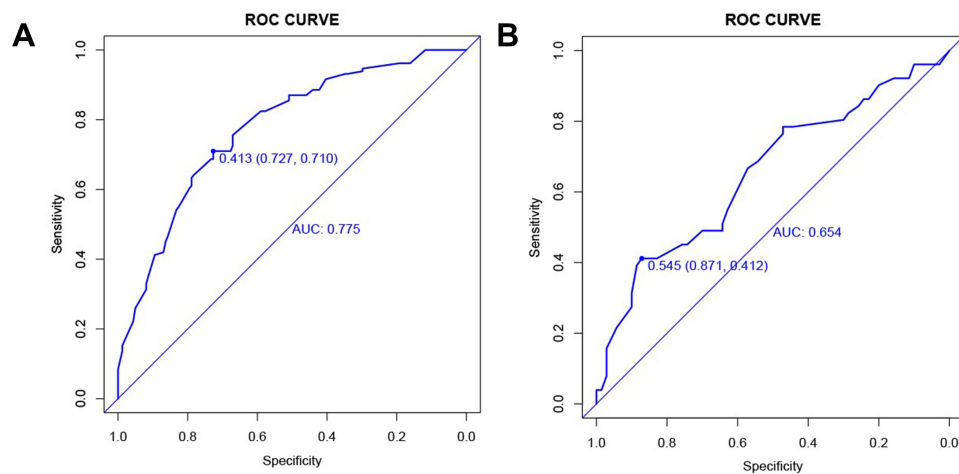 A
ROC CURVE
Sensitivity
1.0
0.8
0.6
0.4
0.2
0.0
0.413 (0.727, 0.710)
AUC: 0.775
1.0 0.8 0.6 0.4 0.2 0.0
Specificity
B
ROC CURVE
Sensitivity
1.0
0.8
0.6
0.4
0.2
0.0
AUC: 0.654
0.545 (0.871, 0.412)
1.0 0.8 0.6 0.4 0.2 0.0
Specificity